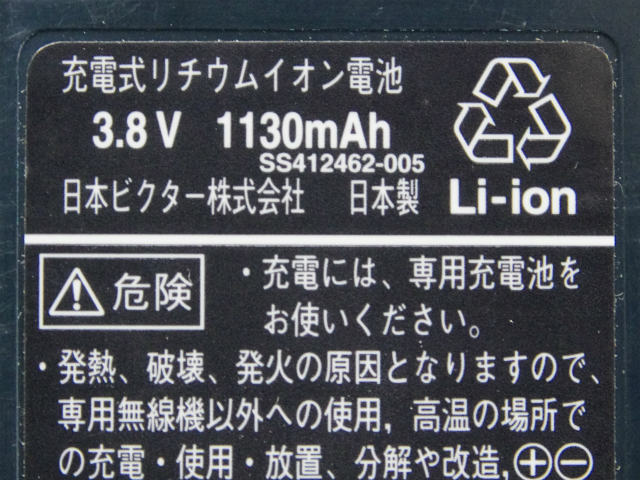 充電式リチウムイオン電池
3.8V 1130mAh
SS412462-005
日本ビクター株式会社 日本製 Li-ion
危険
・充電には、専用充電池を
お使いください。
・発熱、破壊、発火の原因となりますので、
専用無線機以外への使用,高温の場所で
の充電・使用・放置、分解や改造,⊕⊖